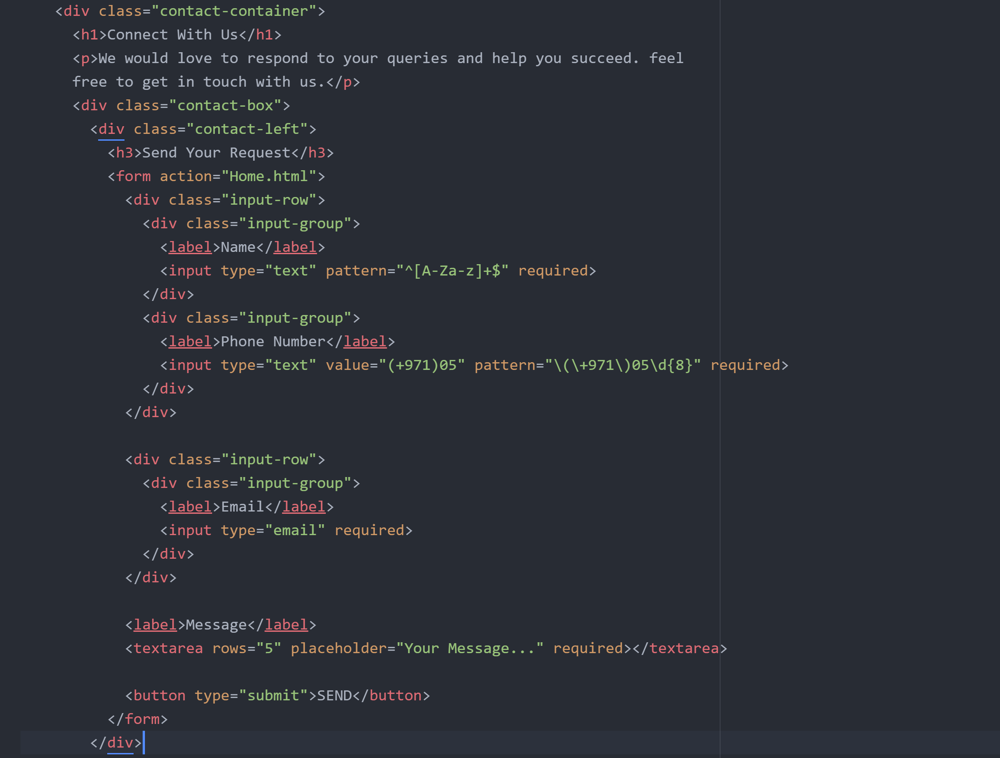 <div class="contact-container">
<h1>Connect With Us</h1>
<p>We would love to respond to your queries and help you succeed. feel
free to get in touch with us.</p>
<div class="contact-box">
<div class="contact-left">
<h3>Send Your Request</h3>
<form action="Home.html">
<div class="input-row">
<div class="input-group">
<label>Name</label>
<input type="text" pattern="^[A-Za-z]+$" required>
</div>
<div class="input-group">
<label>Phone Number</label>
<input type="text" value="(+971)05" pattern="\(\+971\)05\d{8}" required>
</div>
</div>
<div class="input-row">
<div class="input-group">
<label>Email</label>
<input type="email" required>
</div>
</div>
<label>Message</label>
<textarea rows="5" placeholder="Your Message..." required></textarea>
<button type="submit">SEND</button>
</form>
</div>